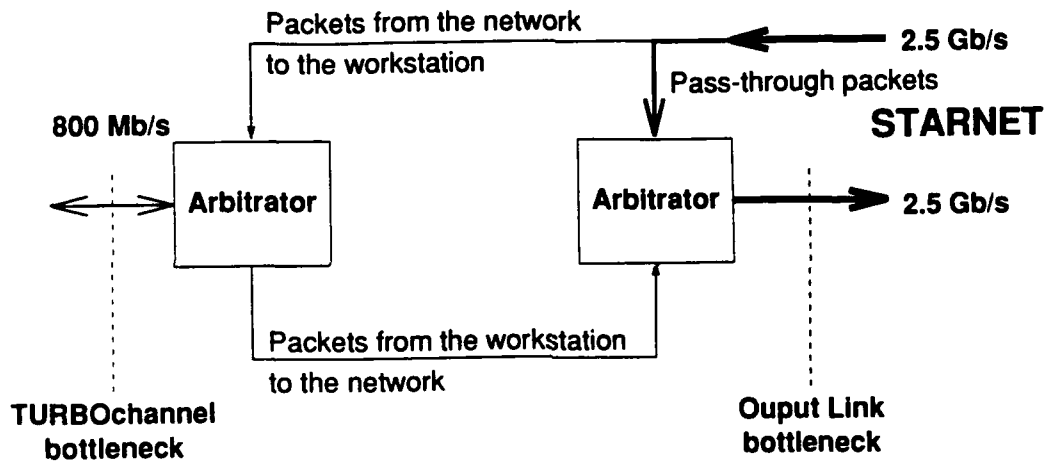 Packets from the network
to the workstation
2.5 Gb/s
Pass-through packets
800 Mb/s
STARNET
Arbitrator
Arbitrator
2.5 Gb/s
Packets from the workstation
to the network
TURBOchannel
bottleneck
Ouput Link
bottleneck